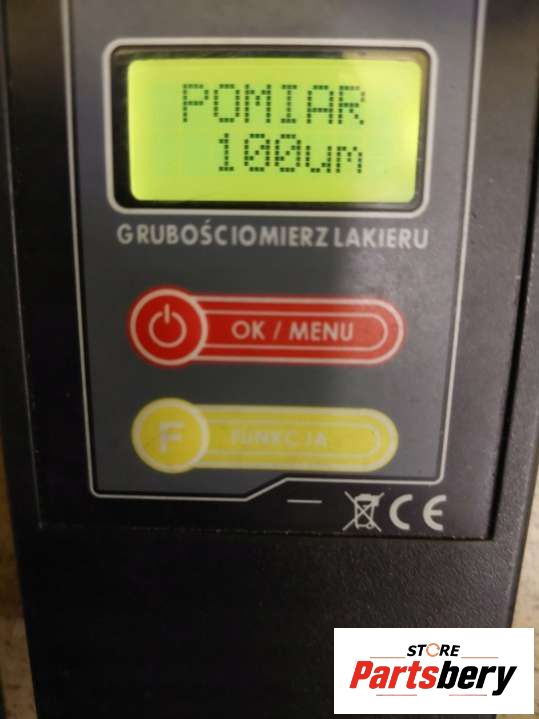 POMIAR
100um
GRUBOŚCIOMIERZ LAKIERU
OK / MENU
F FUNKCJA
CE
STORE
Partsbery